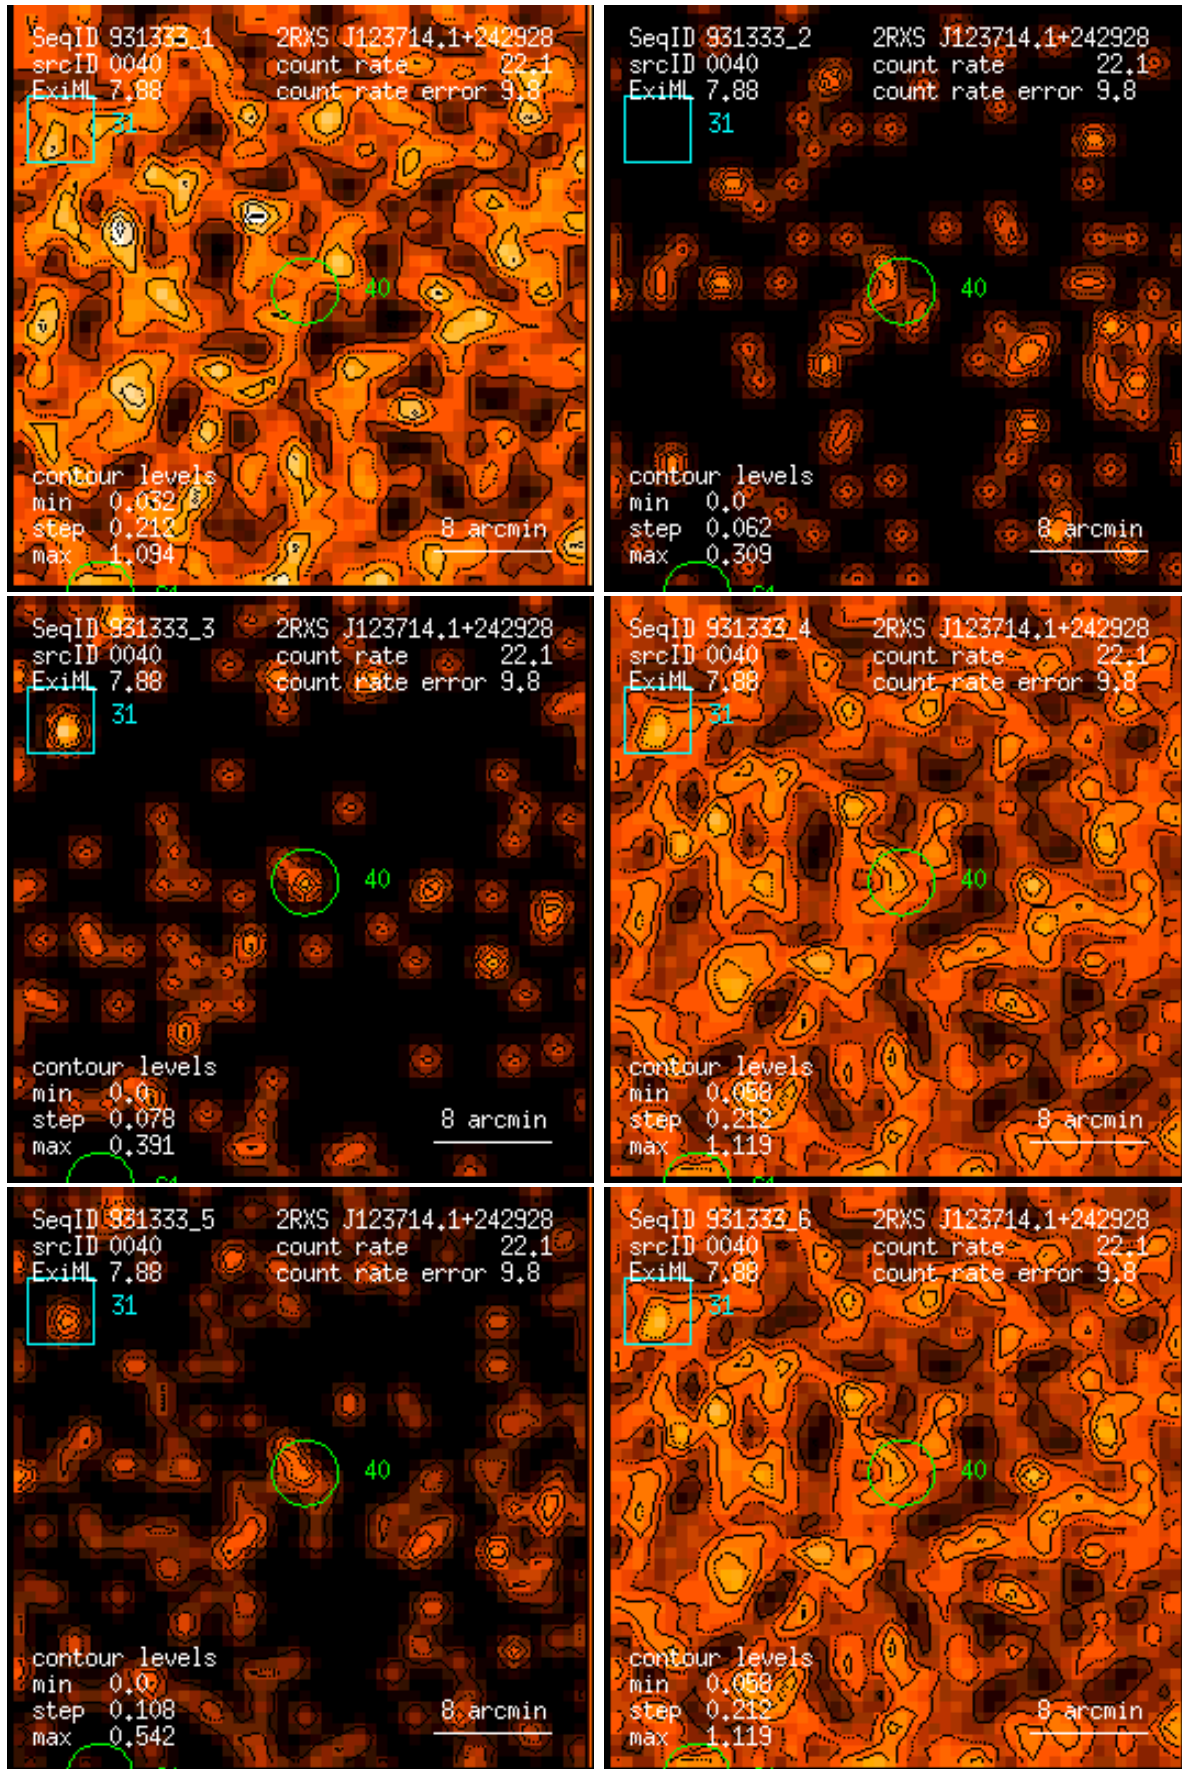 SeqID 931333_1 2RXS J123714.1+242928
srcID 0040 count rate 22.1
ExiML 7.88 count rate error 9.8
31
40
contour levels
min 0.032
step 0.212 8 arcmin
max 1.094
SeqID 931333_2 2RXS J123714.1+242928
srcID 0040 count rate 22.1
ExiML 7.88 count rate error 9.8
31
40
contour levels
min 0.0
step 0.062 8 arcmin
max 0.309
SeqID 931333_3 2RXS J123714.1+242928
srcID 0040 count rate 22.1
ExiML 7.88 count rate error 9.8
31
40
contour levels
min 0.0
step 0.078 8 arcmin
max 0.391
SeqID 931333_4 2RXS J123714.1+242928
srcID 0040 count rate 22.1
ExiML 7.88 count rate error 9.8
31
40
contour levels
min 0.058
step 0.212 8 arcmin
max 1.119
SeqID 931333_5 2RXS J123714.1+242928
srcID 0040 count rate 22.1
ExiML 7.88 count rate error 9.8
31
40
contour levels
min 0.0
step 0.108 8 arcmin
max 0.542
SeqID 931333_6 2RXS J123714.1+242928
srcID 0040 count rate 22.1
ExiML 7.88 count rate error 9.8
31
40
contour levels
min 0.058
step 0.212 8 arcmin
max 1.119